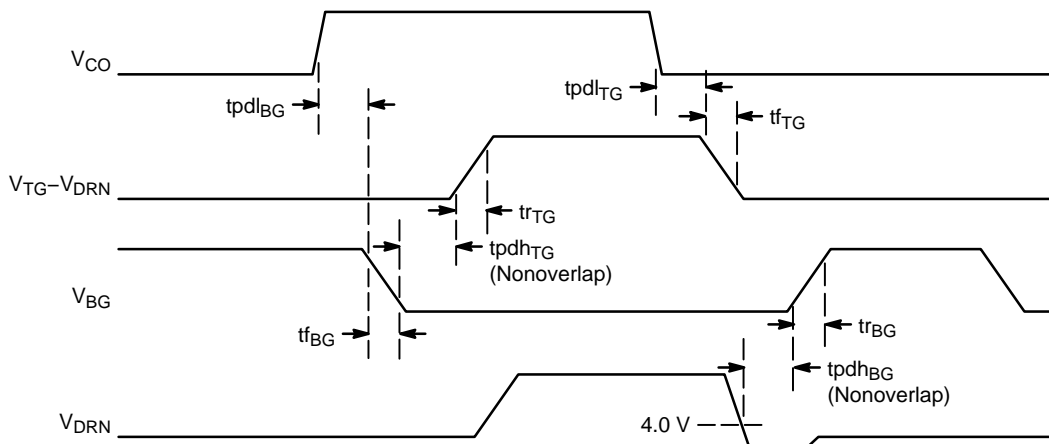 V_CO
tpdl_BG
tpdl_TG
tf_TG
V_TG–V_DRN
tr_TG
tpdh_TG
(Nonoverlap)
V_BG
tf_BG
tr_BG
tpdh_BG
(Nonoverlap)
4.0 V
V_DRN